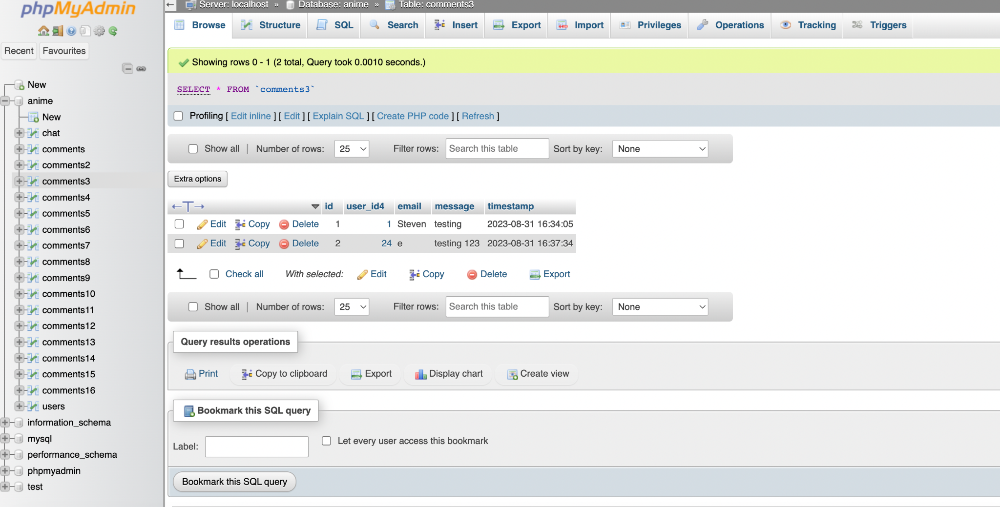 phpMyAdmin
Recent
Favourites
New
anime
New
chat
comments
comments2
comments3
comments4
comments5
comments6
comments7
comments8
comments9
comments10
comments11
comments12
comments13
comments14
comments15
comments16
users
information_schema
mysql
performance_schema
phpmyadmin
test
Server: localhost » Database: anime » Table: comments3
Browse Structure SQL Search Insert Export Import Privileges Operations Tracking Triggers
Showing rows 0 - 1 (2 total, Query took 0.0010 seconds.)
SELECT * FROM `comments3`
Profiling [ Edit inline ] [ Edit ] [ Explain SQL ] [ Create PHP code ] [ Refresh ]
Show all | Number of rows: 25 Filter rows: Search this table Sort by key: None
Extra options
←T→ id user_id4 email message timestamp
Edit Copy Delete 1 1 Steven testing 2023-08-31 16:34:05
Edit Copy Delete 2 24 e testing 123 2023-08-31 16:37:34
Check all With selected: Edit Copy Delete Export
Show all | Number of rows: 25 Filter rows: Search this table Sort by key: None
Query results operations
Print Copy to clipboard Export Display chart Create view
Bookmark this SQL query
Label: Let every user access this bookmark
Bookmark this SQL query